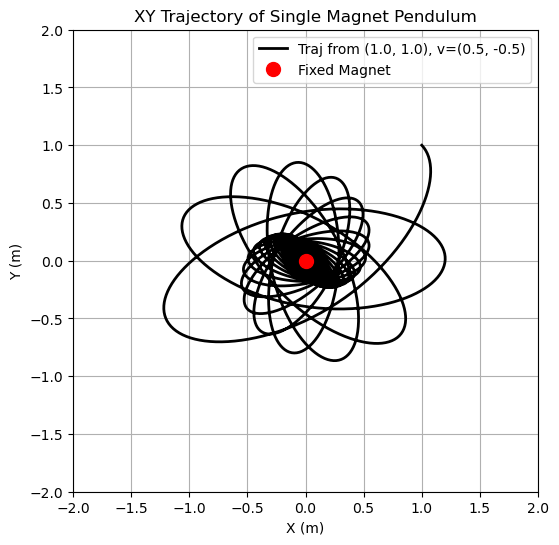 XY Trajectory of Single Magnet Pendulum
Traj from (1.0, 1.0), v=(0.5, -0.5)
Fixed Magnet
Y (m)
2.0
1.5
1.0
0.5
0.0
−0.5
−1.0
−1.5
−2.0
−2.0 −1.5 −1.0 −0.5 0.0 0.5 1.0 1.5 2.0
X (m)